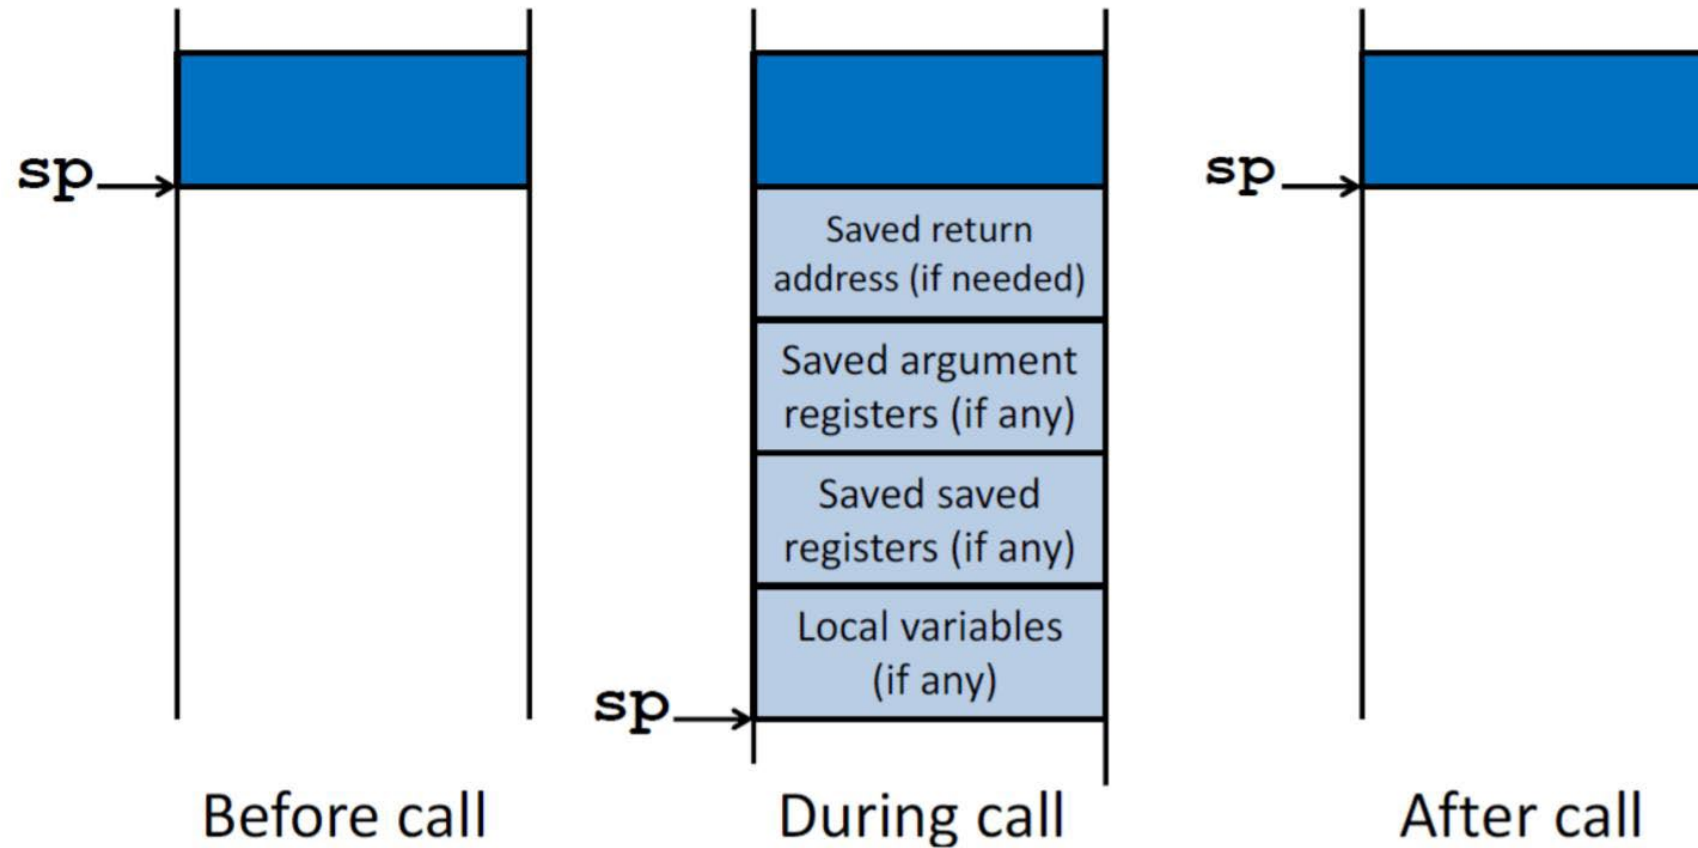 sp
sp
Saved return
address (if needed)
Saved argument
registers (if any)
Saved saved
registers (if any)
Local variables
(if any)
sp
Before call
During call
After call